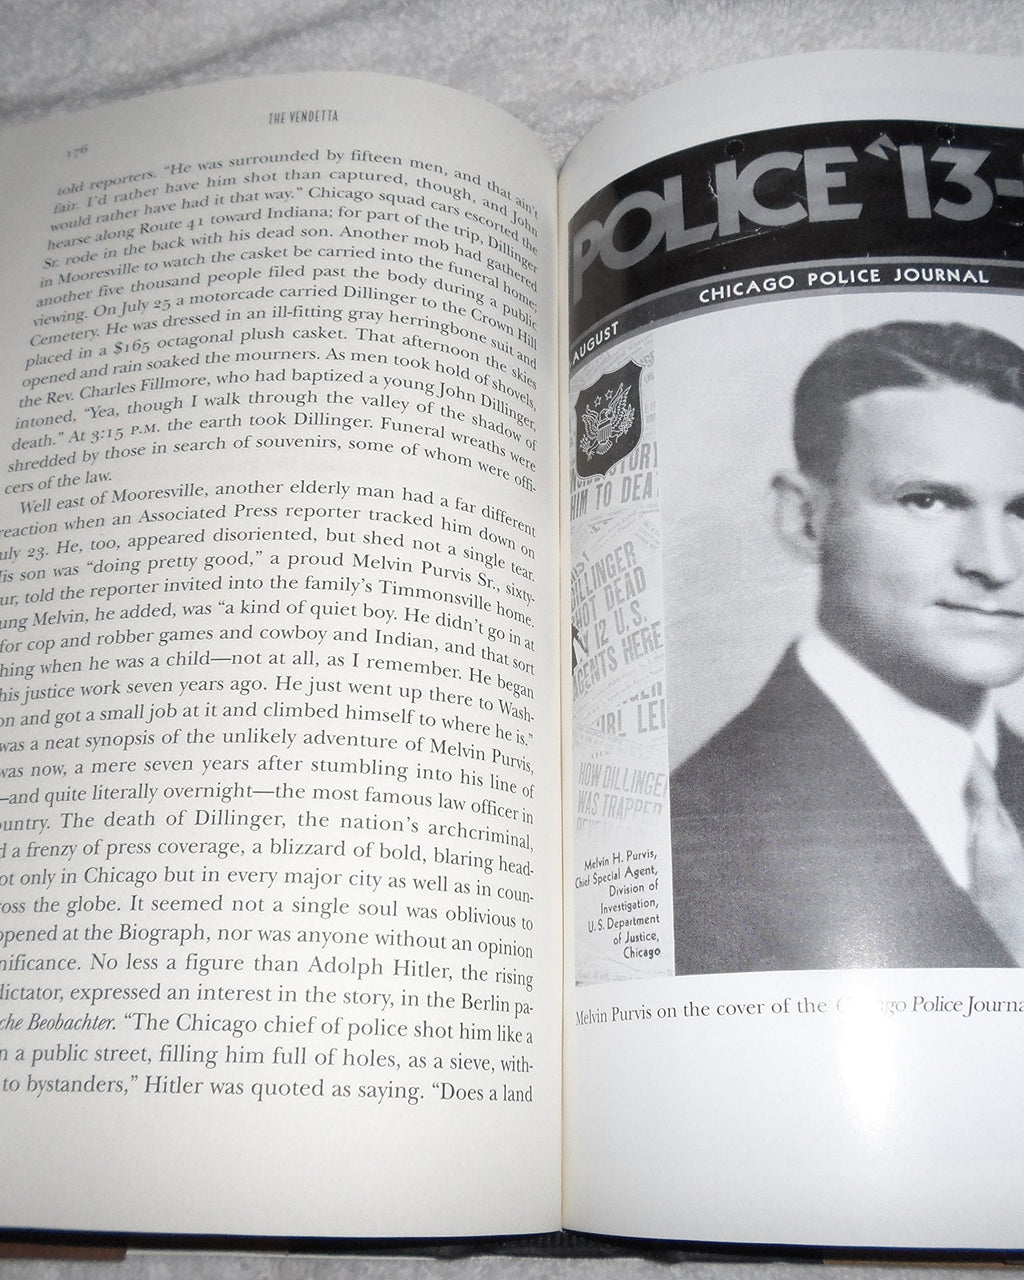 176
THE VENDETTA
told reporters. "He was surrounded by fifteen men, and that ain't
fair. I'd rather have him shot than captured, though, and John
would rather have had it that way." Chicago squad cars escorted the
hearse along Route 41 toward Indiana; for part of the trip, Dillinger
Sr. rode in the back with his dead son. Another mob had gathered
in Mooresville to watch the casket be carried into the funeral home;
another five thousand people filed past the body during a public
viewing. On July 25 a motorcade carried Dillinger to the Crown Hill
Cemetery. He was dressed in an ill-fitting gray herringbone suit and
placed in a $165 octagonal plush casket. That afternoon the skies
opened and rain soaked the mourners. As men took hold of shovels,
the Rev. Charles Fillmore, who had baptized a young John Dillinger,
intoned, "Yea, though I walk through the valley of the shadow of
death." At 3:15 P.M. the earth took Dillinger. Funeral wreaths were
shredded by those in search of souvenirs, some of whom were offi-
cers of the law.
Well east of Mooresville, another elderly man had a far different
reaction when an Associated Press reporter tracked him down on
uly 23. He, too, appeared disoriented, but shed not a single tear.
is son was "doing pretty good," a proud Melvin Purvis Sr., sixty-
ur, told the reporter invited into the family's Timmonsville home.
ung Melvin, he added, was "a kind of quiet boy. He didn't go in at
for cop and robber games and cowboy and Indian, and that sort
hing when he was a child—not at all, as I remember. He began
his justice work seven years ago. He just went up there to Wash-
on and got a small job at it and climbed himself to where he is."
was a neat synopsis of the unlikely adventure of Melvin Purvis,
was now, a mere seven years after stumbling into his line of
—and quite literally overnight—the most famous law officer in
ountry. The death of Dillinger, the nation's archcriminal,
d a frenzy of press coverage, a blizzard of bold, blaring head-
ot only in Chicago but in every major city as well as in coun-
ross the globe. It seemed not a single soul was oblivious to
opened at the Biograph, nor was anyone without an opinion
nificance. No less a figure than Adolph Hitler, the rising
dictator, expressed an interest in the story, in the Berlin pa-
che Beobachter. "The Chicago chief of police shot him like a
n a public street, filling him full of holes, as a sieve, with-
to bystanders," Hitler was quoted as saying. "Does a land
POLICE '13-
CHICAGO POLICE JOURNAL
AUGUST
HIM TO DEA
DILLINGER
SHOT DEAD
12 U.S.
AGENTS HERE
HOW DILLINGE
WAS TRAPPED
Melvin H. Purvis,
Chief Special Agent,
Division of
Investigation,
U.S. Department
of Justice,
Chicago
Melvin Purvis on the cover of the Chicago Police Journa